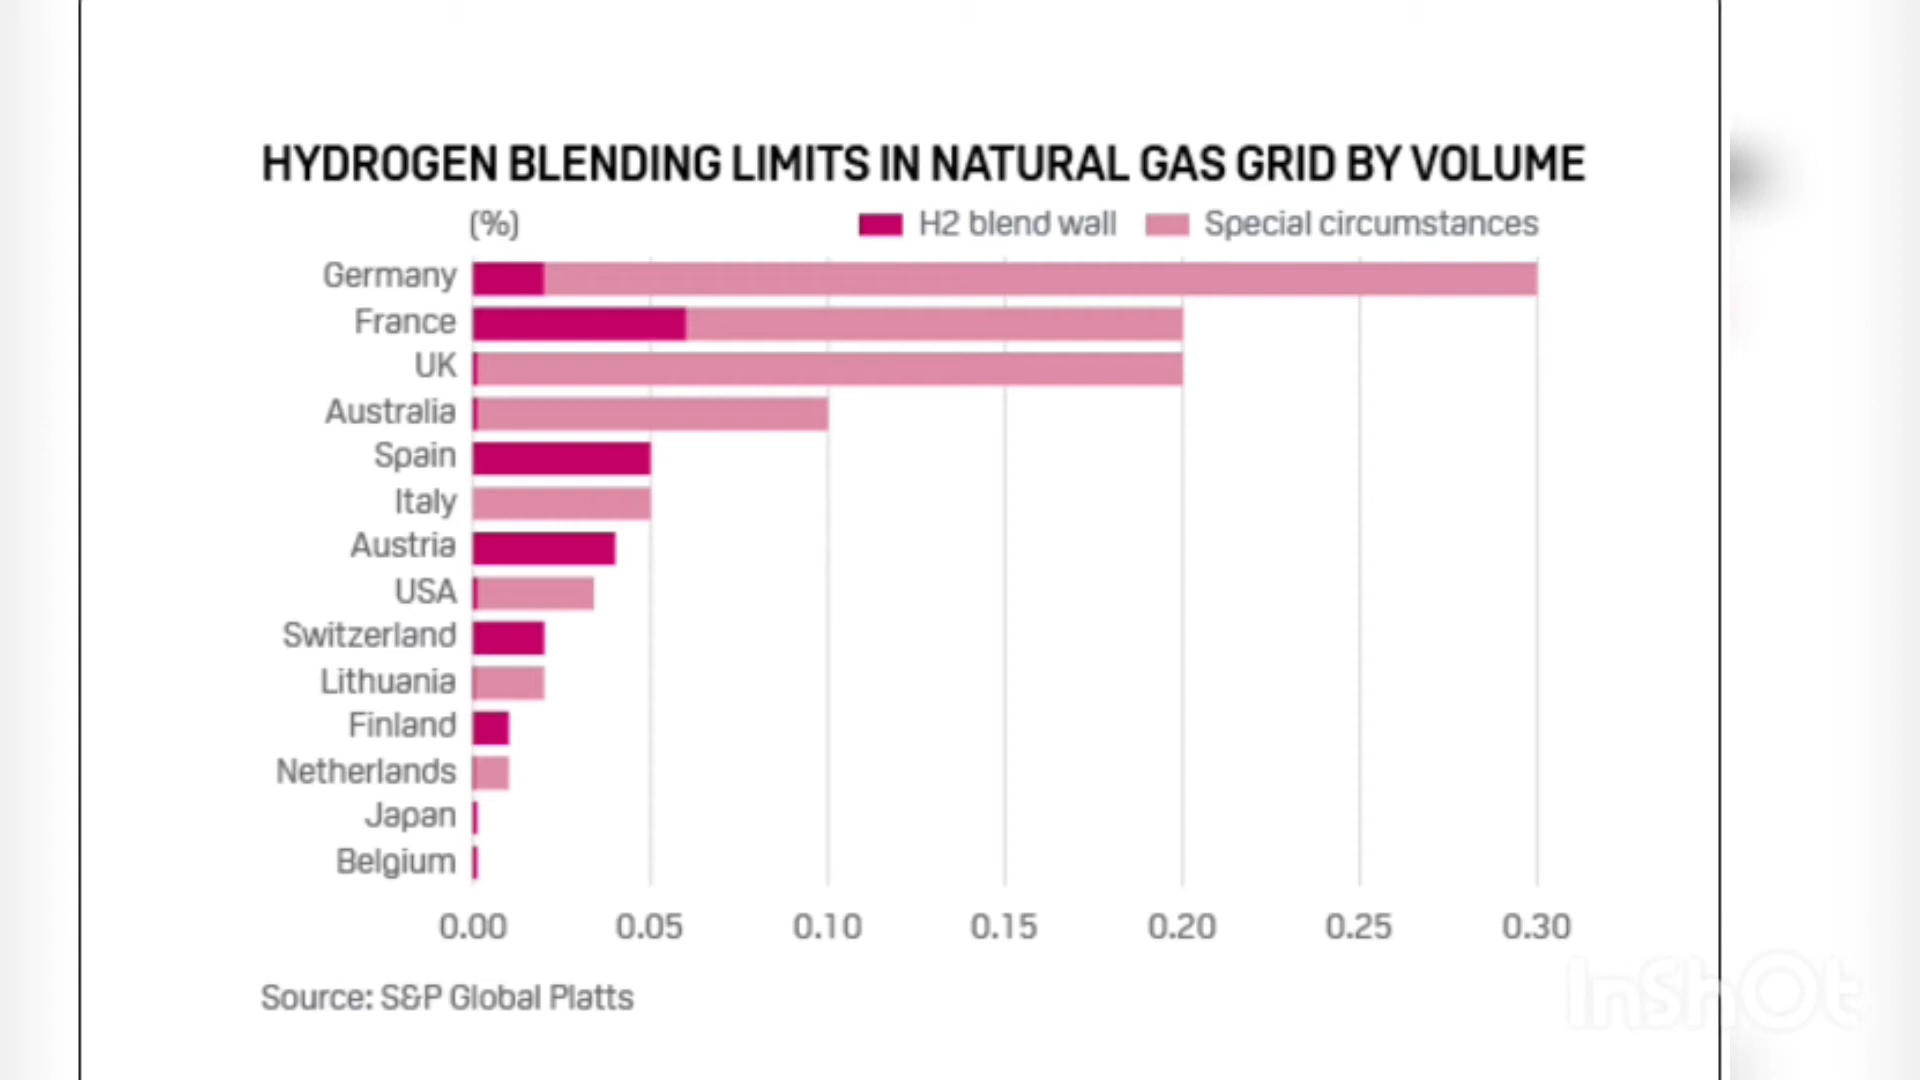 HYDROGEN BLENDING LIMITS IN NATURAL GAS GRID BY VOLUME
(%) H2 blend wall Special circumstances
Germany
France
UK
Australia
Spain
Italy
Austria
USA
Switzerland
Lithuania
Finland
Netherlands
Japan
Belgium
0.00 0.05 0.10 0.15 0.20 0.25 0.30
Source: S&P Global Platts
InShOt